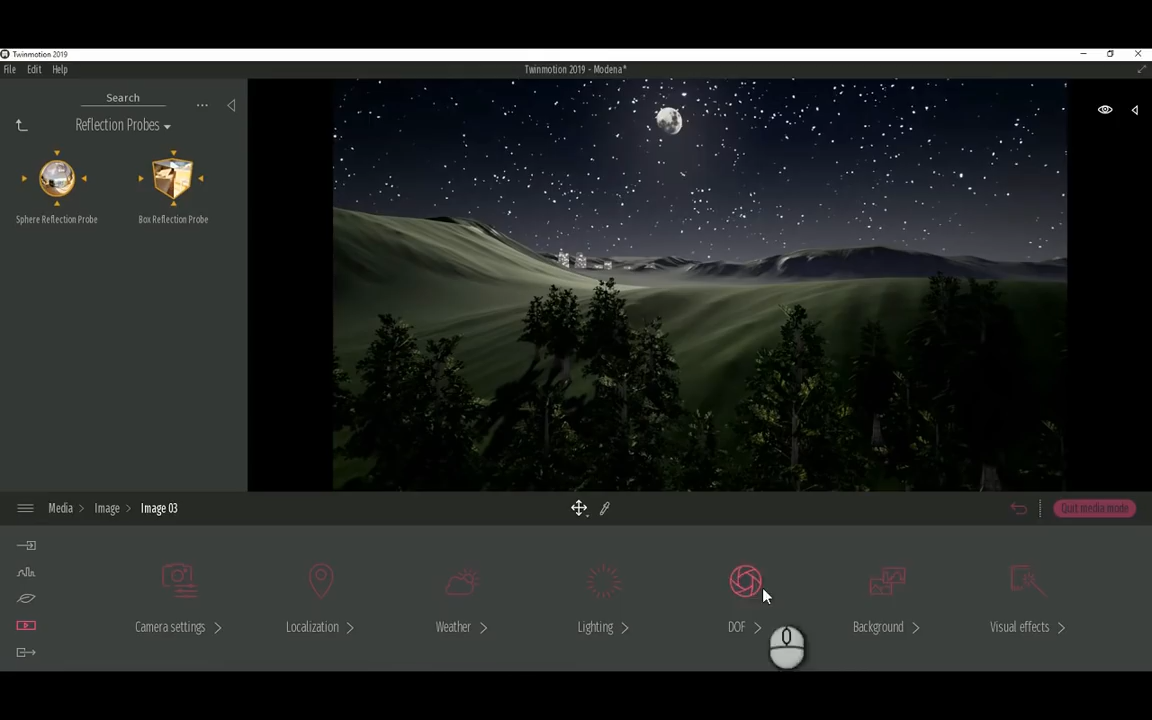 Twinmotion 2019
File Edit Help
Twinmotion 2019 - Modena*
Search
...
Reflection Probes
Sphere Reflection Probe
Box Reflection Probe
Media > Image > Image 03
Quit media mode
Camera settings >
Localization >
Weather >
Lighting >
DOF >
Background >
Visual effects >